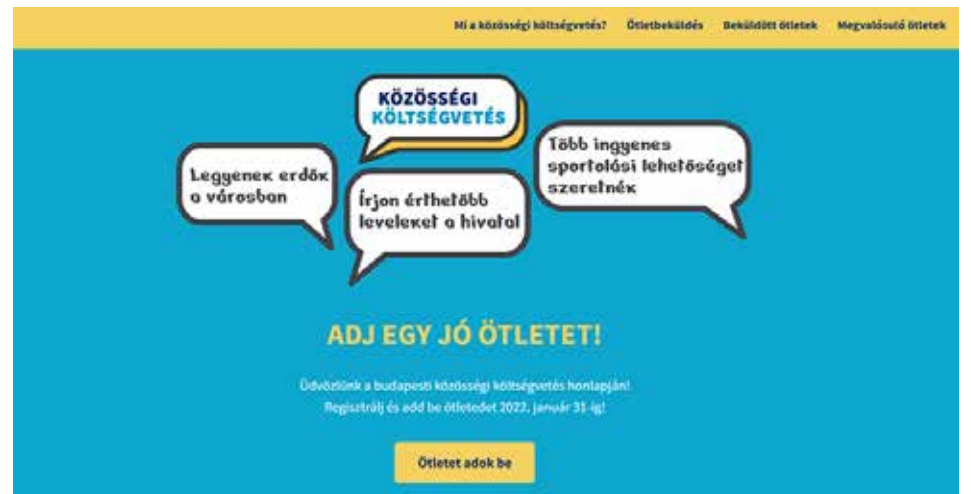 Mi a közösségi költségvetés? Ötletbeküldés Beküldött ötletek Megvalósuló ötletek
KÖZÖSSÉGI
KÖLTSÉGVETÉS
Legyenek erdők
a városban
Írjon érthetőbb
leveleket a hivatal
Több ingyenes
sportolási lehetőséget
szeretnék
ADJ EGY JÓ ÖTLETET!
Üdvözlünk a budapesti közösségi költségvetés honlapján!
Regisztrálj és add be ötletedet 2022. január 31-ig!
Ötletet adok be